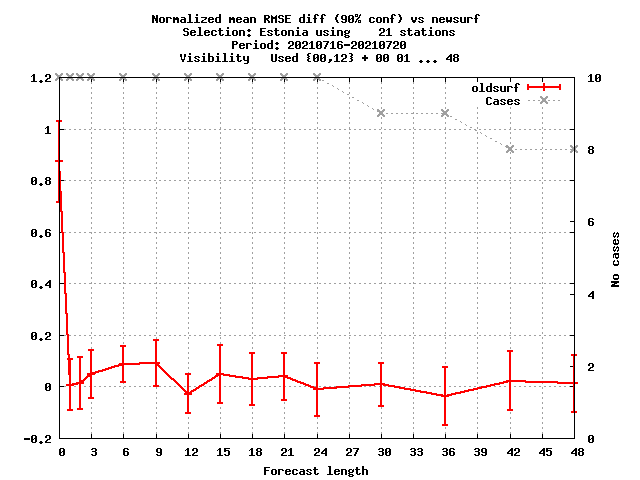 Normalized mean RMSE diff (90% conf) vs newsurf
Selection: Estonia using    21 stations
Period: 20210716-20210720
Visibility   Used {00,12} + 00 01 ... 48
oldsurf
Cases
1,2
1
0,8
0,6
0,4
0,2
0
-0,2
10
8
6
4
2
0
No cases
0 3 6 9 12 15 18 21 24 27 30 33 36 39 42 45 48
Forecast length